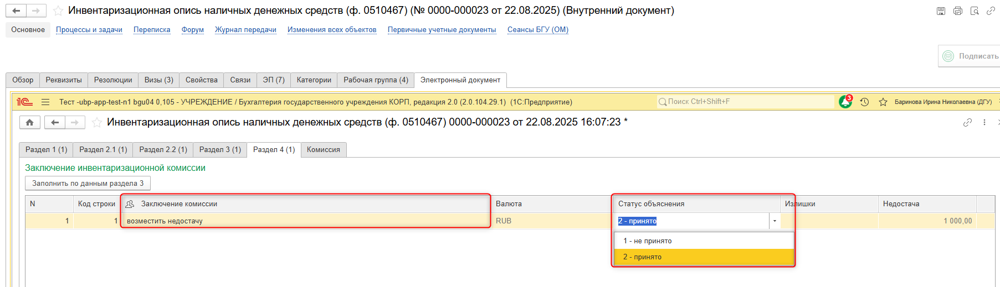 Инвентаризационная опись наличных денежных средств (ф. 0510467) (№ 0000-000023 от 22.08.2025) (Внутренний документ)
Основное Процессы и задачи Переписка Форум Журнал передачи Изменения всех объектов Первичные учетные документы Сеансы БГУ (ОМ)
Подписать
Обзор Реквизиты Резолюции Визы (3) Свойства Связи ЭП (7) Категории Рабочая группа (4) Электронный документ
1С Тест -ubp-app-test-n1 bgu04 0,105 - УЧРЕЖДЕНИЕ / Бухгалтерия государственного учреждения КОРП, редакция 2.0 (2.0.104.29.1) (1С:Предприятие) Поиск Ctrl+Shift+F 3 Баринова Ирина Николаевна (ДГУ)
Инвентаризационная опись наличных денежных средств (ф. 0510467) 0000-000023 от 22.08.2025 16:07:23 *
Раздел 1 (1) Раздел 2.1 (1) Раздел 2.2 (1) Раздел 3 (1) Раздел 4 (1) Комиссия
Заключение инвентаризационной комиссии
Заполнить по данным раздела 3
N Код строки Заключение комиссии Валюта Статус объяснения Излишки Недостача
1 1 возместить недостачу RUB 2 - принято 1 000,00
1 - не принято
2 - принято